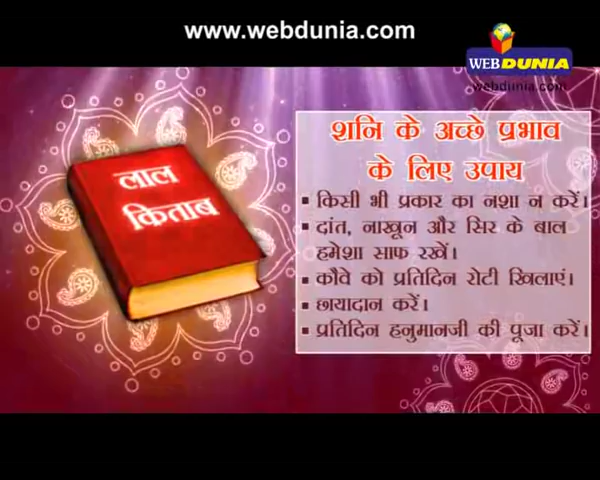 www.webdunia.com
WEBDUNIA
webdunia.com
लाल
किताब
शनि के अच्छे प्रभाव
के लिए उपाय
▪ किसी भी प्रकार का नशा न करें।
▪ दांत, नाखून और सिर के बाल
हमेशा साफ रखें।
▪ कौवे को प्रतिदिन रोटी खिलाएं।
▪ छायादान करें।
▪ प्रतिदिन हनुमानजी की पूजा करें।